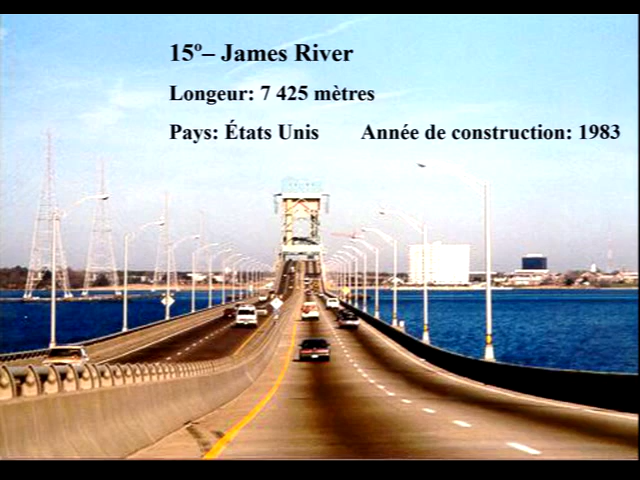 15º– James River
Longeur: 7 425 mètres
Pays: États Unis Année de construction: 1983